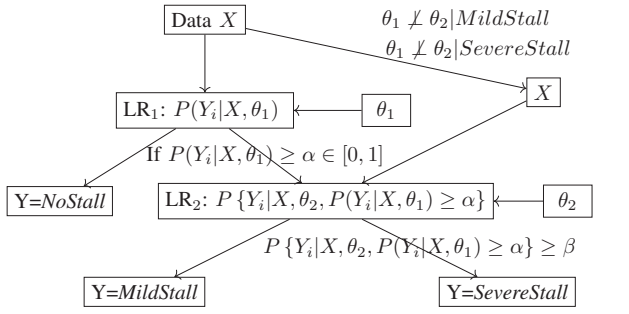 Data X
θ₁ ⊥̸ θ₂|MildStall
θ₁ ⊥̸ θ₂|SevereStall
X
LR₁: P(Yᵢ|X, θ₁)
θ₁
If P(Yᵢ|X, θ₁) ≥ α ∈ [0, 1]
Y=NoStall
LR₂: P {Yᵢ|X, θ₂, P(Yᵢ|X, θ₁) ≥ α}
θ₂
P {Yᵢ|X, θ₂, P(Yᵢ|X, θ₁) ≥ α} ≥ β
Y=MildStall
Y=SevereStall